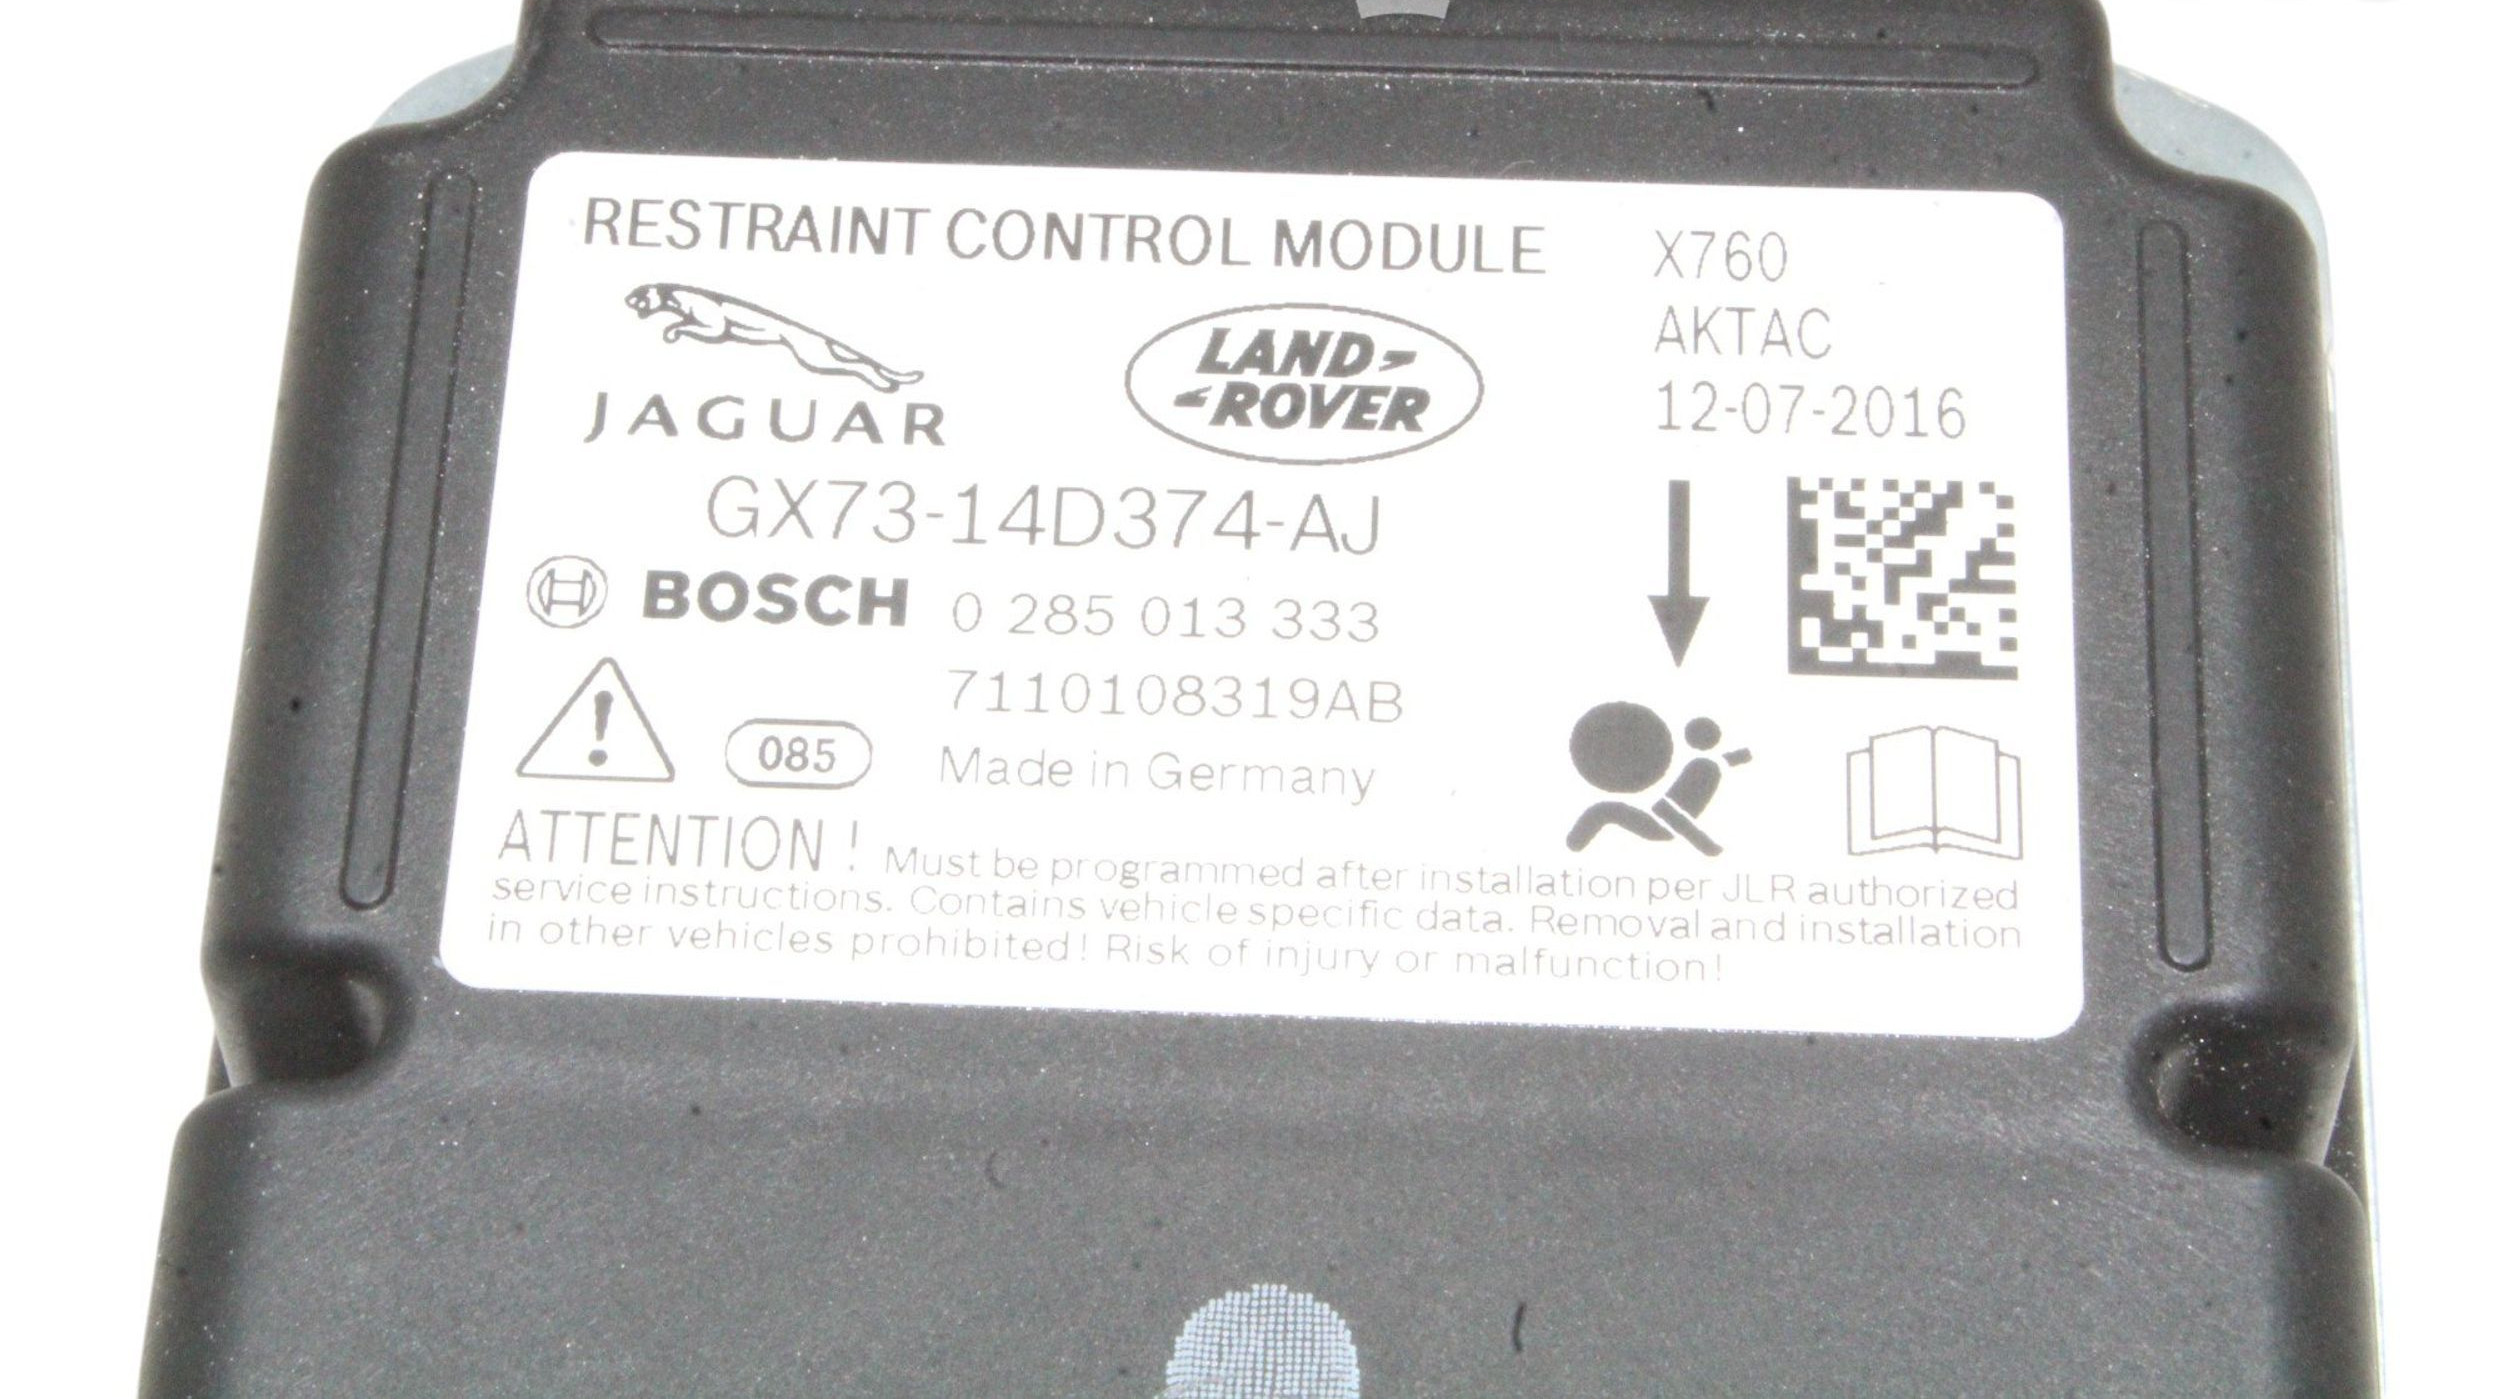 RESTRAINT CONTROL MODULE
X760
AKTAC
12-07-2016
JAGUAR
LAND
ROVER
GX73-14D374-AJ
BOSCH 0 285 013 333
7110108319AB
085
Made in Germany
ATTENTION ! Must be programmed after installation per JLR authorized
service instructions. Contains vehicle specific data. Removal and installation
in other vehicles prohibited! Risk of injury or malfunction!